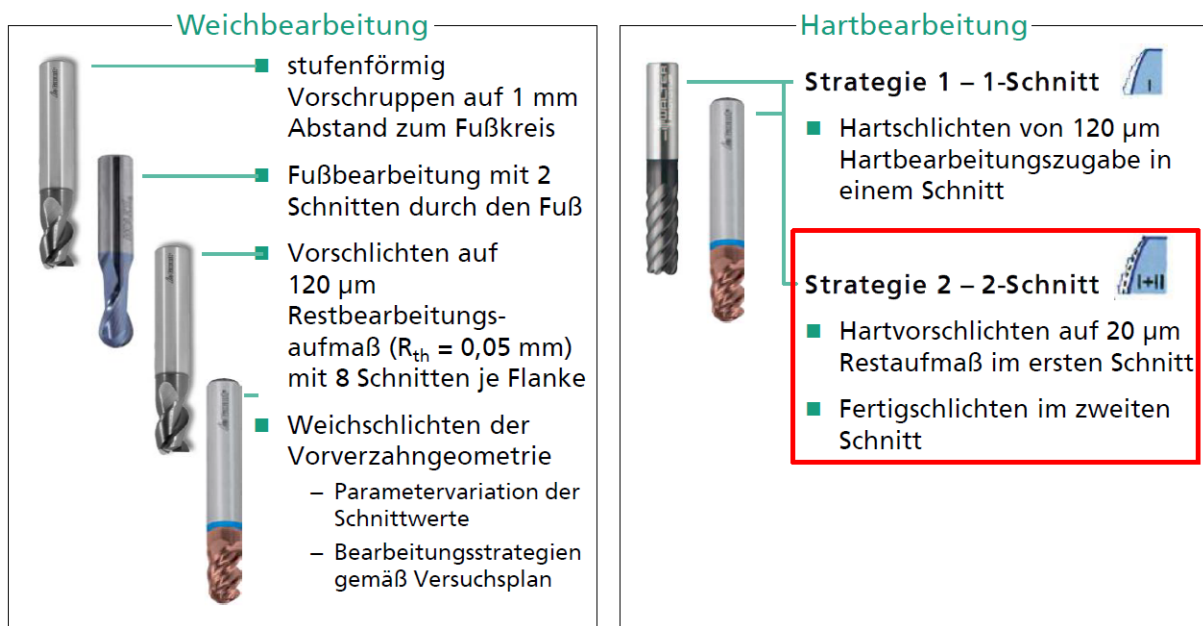 Weichbearbeitung
stufenförmig
Vorschruppen auf 1 mm
Abstand zum Fußkreis
Fußbearbeitung mit 2
Schnitten durch den Fuß
Vorschlichten auf
120 µm
Restbearbeitungs-
aufmaß (Rth = 0,05 mm)
mit 8 Schnitten je Flanke
Weichschlichten der
Vorverzahngeometrie
– Parametervariation der
Schnittwerte
– Bearbeitungsstrategien
gemäß Versuchsplan
Hartbearbeitung
Strategie 1 – 1-Schnitt
I
Hartschlichten von 120 µm
Hartbearbeitungszugabe in
einem Schnitt
Strategie 2 – 2-Schnitt
I+II
Hartvorschlichten auf 20 µm
Restaufmaß im ersten Schnitt
Fertigschlichten im zweiten
Schnitt